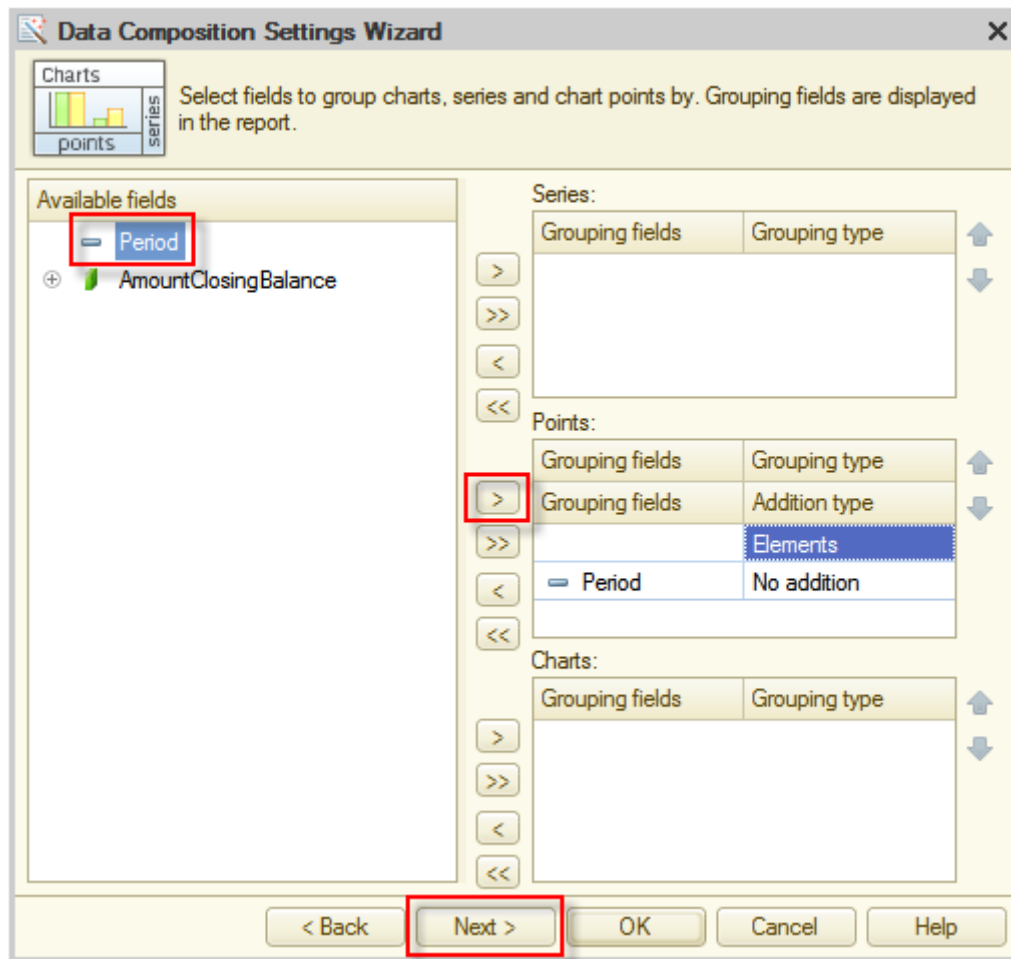 Data Composition Settings Wizard
Charts
series
points
Select fields to group charts, series and chart points by. Grouping fields are displayed
in the report.
Available fields
Period
AmountClosingBalance
Series:
Grouping fields Grouping type
>
>>
<
<<
Points:
Grouping fields Grouping type
Grouping fields Addition type
Elements
Period No addition
>
>>
<
<<
Charts:
Grouping fields Grouping type
>
>>
<
<<
< Back Next > OK Cancel Help